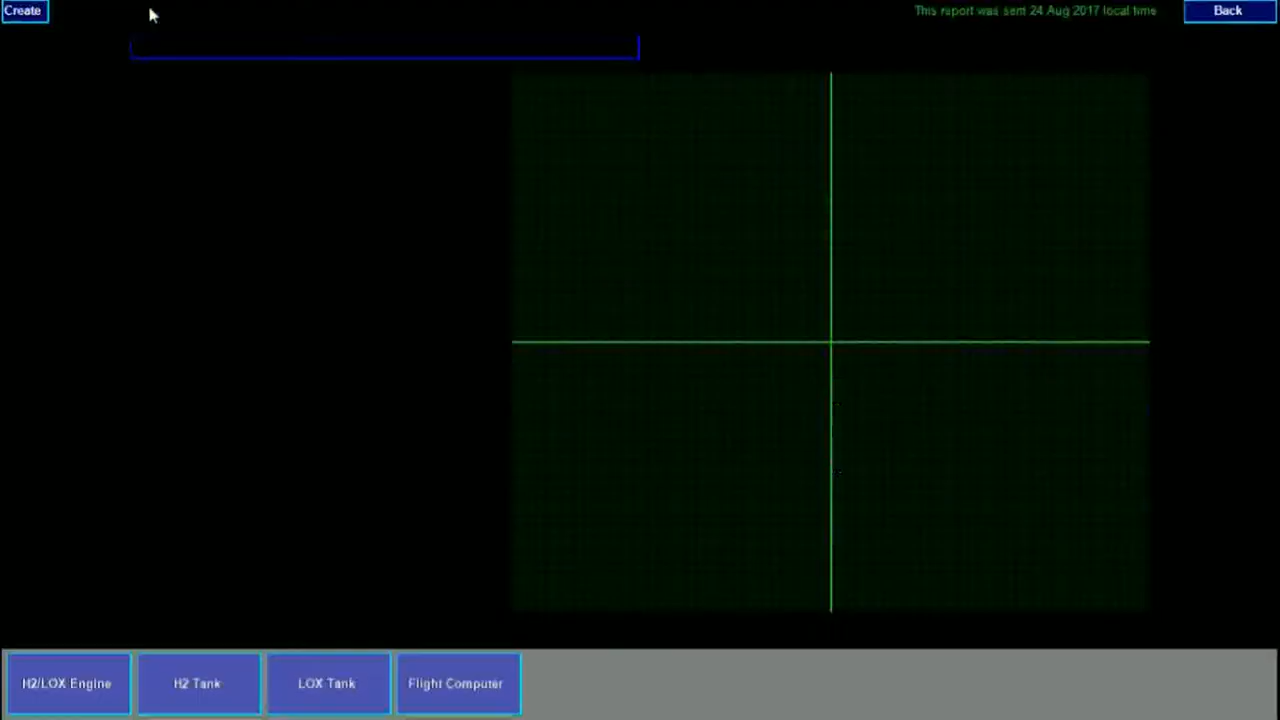 Create
This report was sent 24 Aug 2017 local time
Back
H2/LOX Engine
H2 Tank
LOX Tank
Flight Computer